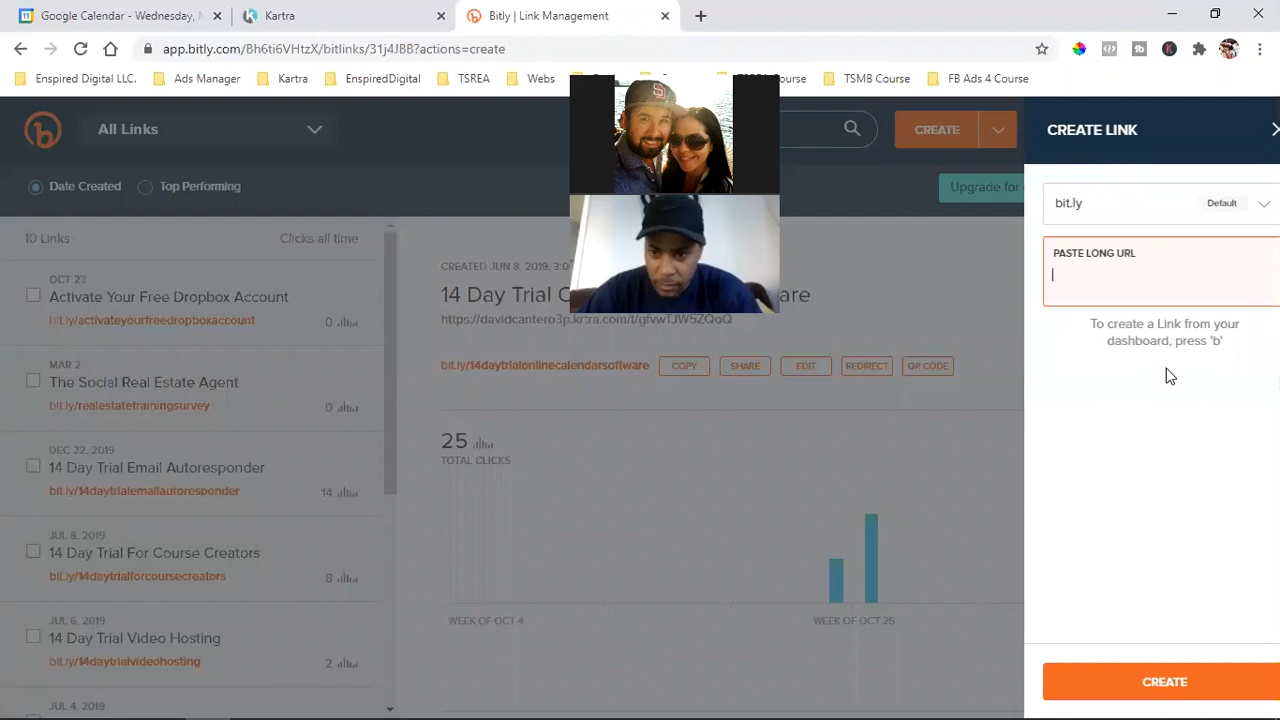 Google Calendar - Wednesday, N
Kartra
Bitly | Link Management
app.bitly.com/Bh6ti6VHtzX/bitlinks/31j4JBB?actions=create
Enspired Digital LLC.
Ads Manager
Kartra
EnspiredDigital
TSREA
Webs
TSMB Course
FB Ads 4 Course
All Links
CREATE
CREATE LINK
Date Created
Top Performing
Upgrade for
bit.ly
Default
10 Links
Clicks all time
PASTE LONG URL
To create a Link from your
dashboard, press 'b'
CREATE
OCT 23
Activate Your Free Dropbox Account
bit.ly/activateyourfreedropboxaccount
0
MAR 2
The Social Real Estate Agent
bit.ly/realestatetrainingsurvey
0
DEC 22, 2019
14 Day Trial Email Autoresponder
bit.ly/14daytrialemailautoresponder
14
JUL 8, 2019
14 Day Trial For Course Creators
bit.ly/14daytrialforcoursecreators
8
JUL 6, 2019
14 Day Trial Video Hosting
bit.ly/14daytrialvideohosting
2
JUL 4, 2019
CREATED JUN 8, 2019, 3:0
14 Day Trial
https://davidcantero3p.krtra.com/t/gfvwTJW5ZQoQ
bit.ly/14daytrialonlinecalendarsoftware
COPY
SHARE
EDIT
REDIRECT
QR CODE
25
TOTAL CLICKS
WEEK OF OCT 4
WEEK OF OCT 25